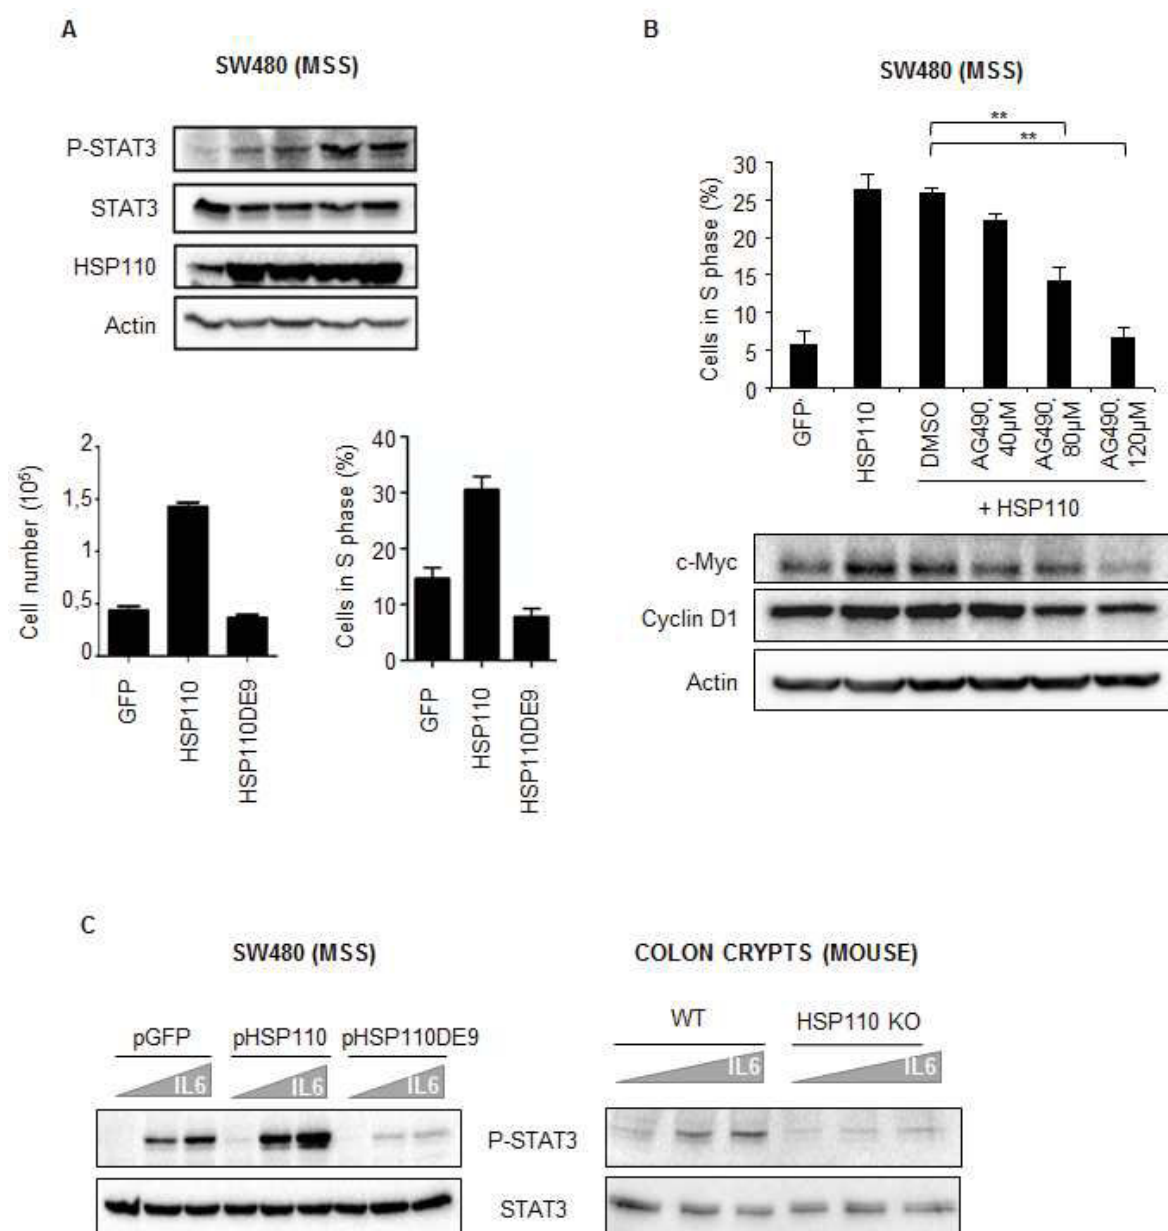 A
SW480 (MSS)
P-STAT3
STAT3
HSP110
Actin
Cell number (10⁵)
2
1,5
1
0,5
0
GFP
HSP110
HSP110DE9
Cells in S phase (%)
40
30
20
10
0
GFP
HSP110
HSP110DE9
B
SW480 (MSS)
**
**
Cells in S phase (%)
30
25
20
15
10
5
0
GFP
HSP110
DMSO
AG490,
40µM
AG490,
80µM
AG490,
120µM
+ HSP110
c-Myc
Cyclin D1
Actin
C
SW480 (MSS)
pGFP pHSP110 pHSP110DE9
IL6 IL6 IL6
COLON CRYPTS (MOUSE)
WT HSP110 KO
IL6 IL6
P-STAT3
STAT3